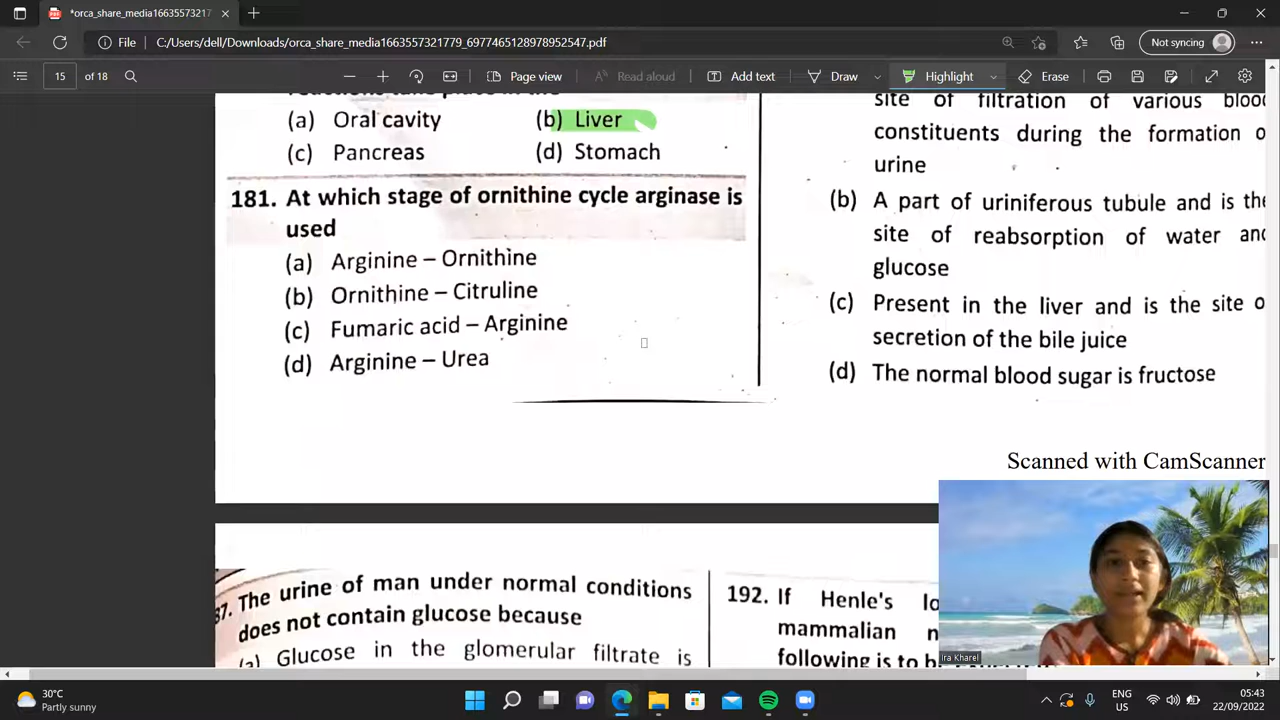 *orca_share_media1663557321
File
C:/Users/dell/Downloads/orca_share_media1663557321779_6977465128978952547.pdf
Not syncing
15 of 18
Page view
Read aloud
Add text
Draw
Highlight
Erase
(a) Oral cavity (b) Liver
(c) Pancreas (d) Stomach
181. At which stage of ornithine cycle arginase is
used
(a) Arginine – Ornithine
(b) Ornithine – Citruline
(c) Fumaric acid – Arginine
(d) Arginine – Urea
site of filtration of various bloo
constituents during the formation o
urine
(b) A part of uriniferous tubule and is the
site of reabsorption of water and
glucose
(c) Present in the liver and is the site o
secretion of the bile juice
(d) The normal blood sugar is fructose
Scanned with CamScanner
37. The urine of man under normal conditions
does not contain glucose because
(a) Glucose in the glomerular filtrate is
192. If Henle's lo
mammalian n
following is to b
Ira Kharel
30°C
Partly sunny
ENG
US
05:43
22/09/2022